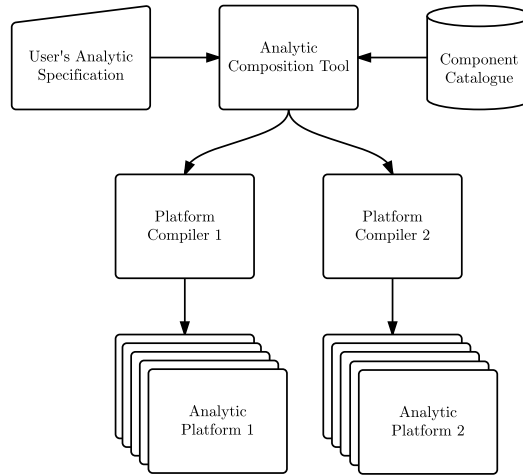 User's Analytic
Specification
Analytic
Composition Tool
Component
Catalogue
Platform
Compiler 1
Platform
Compiler 2
Analytic
Platform 1
Analytic
Platform 2